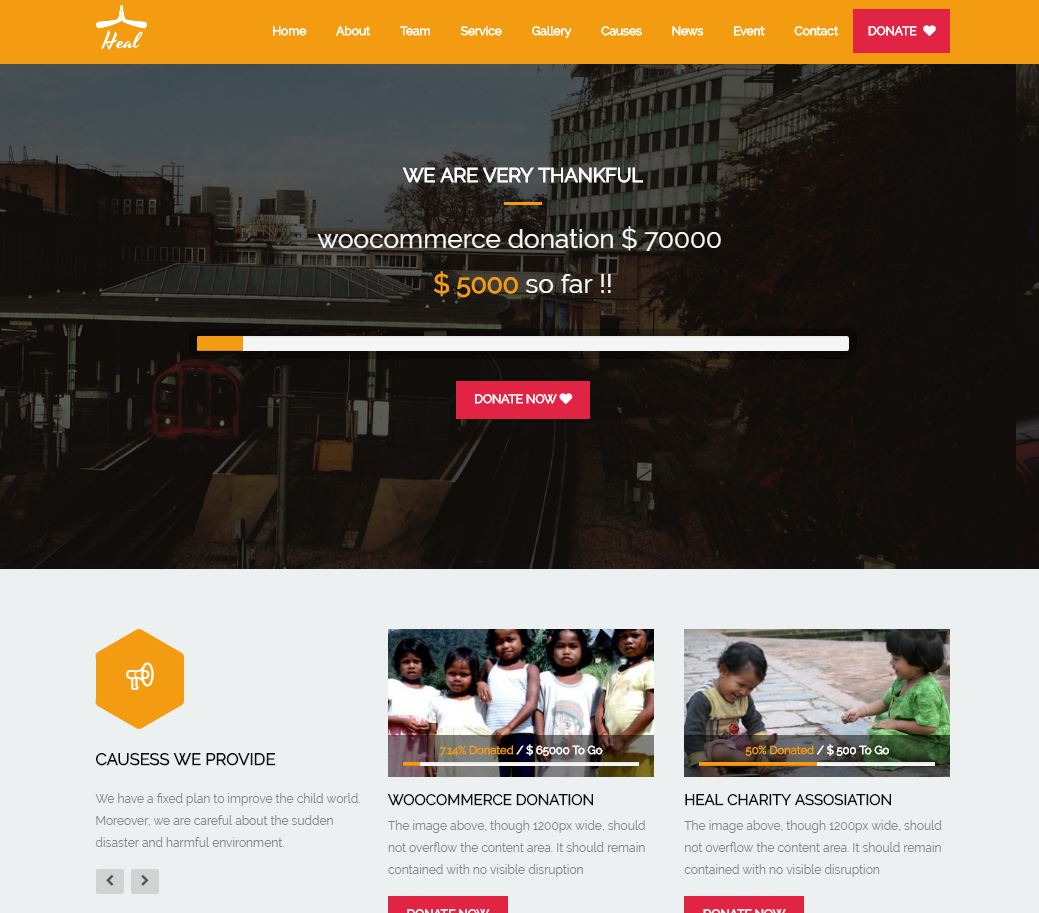 Heal
Home About Team Service Gallery Causes News Event Contact DONATE
WE ARE VERY THANKFUL
woocommerce donation $ 70000
$ 5000 so far !!
DONATE NOW
CAUSESS WE PROVIDE
We have a fixed plan to improve the child world.
Moreover, we are careful about the sudden
disaster and harmful environment.
7.14% Donated / $ 65000 To Go
WOOCOMMERCE DONATION
The image above, though 1200px wide, should
not overflow the content area. It should remain
contained with no visible disruption
DONATE NOW
50% Donated / $ 500 To Go
HEAL CHARITY ASSOSIATION
The image above, though 1200px wide, should
not overflow the content area. It should remain
contained with no visible disruption
DONATE NOW